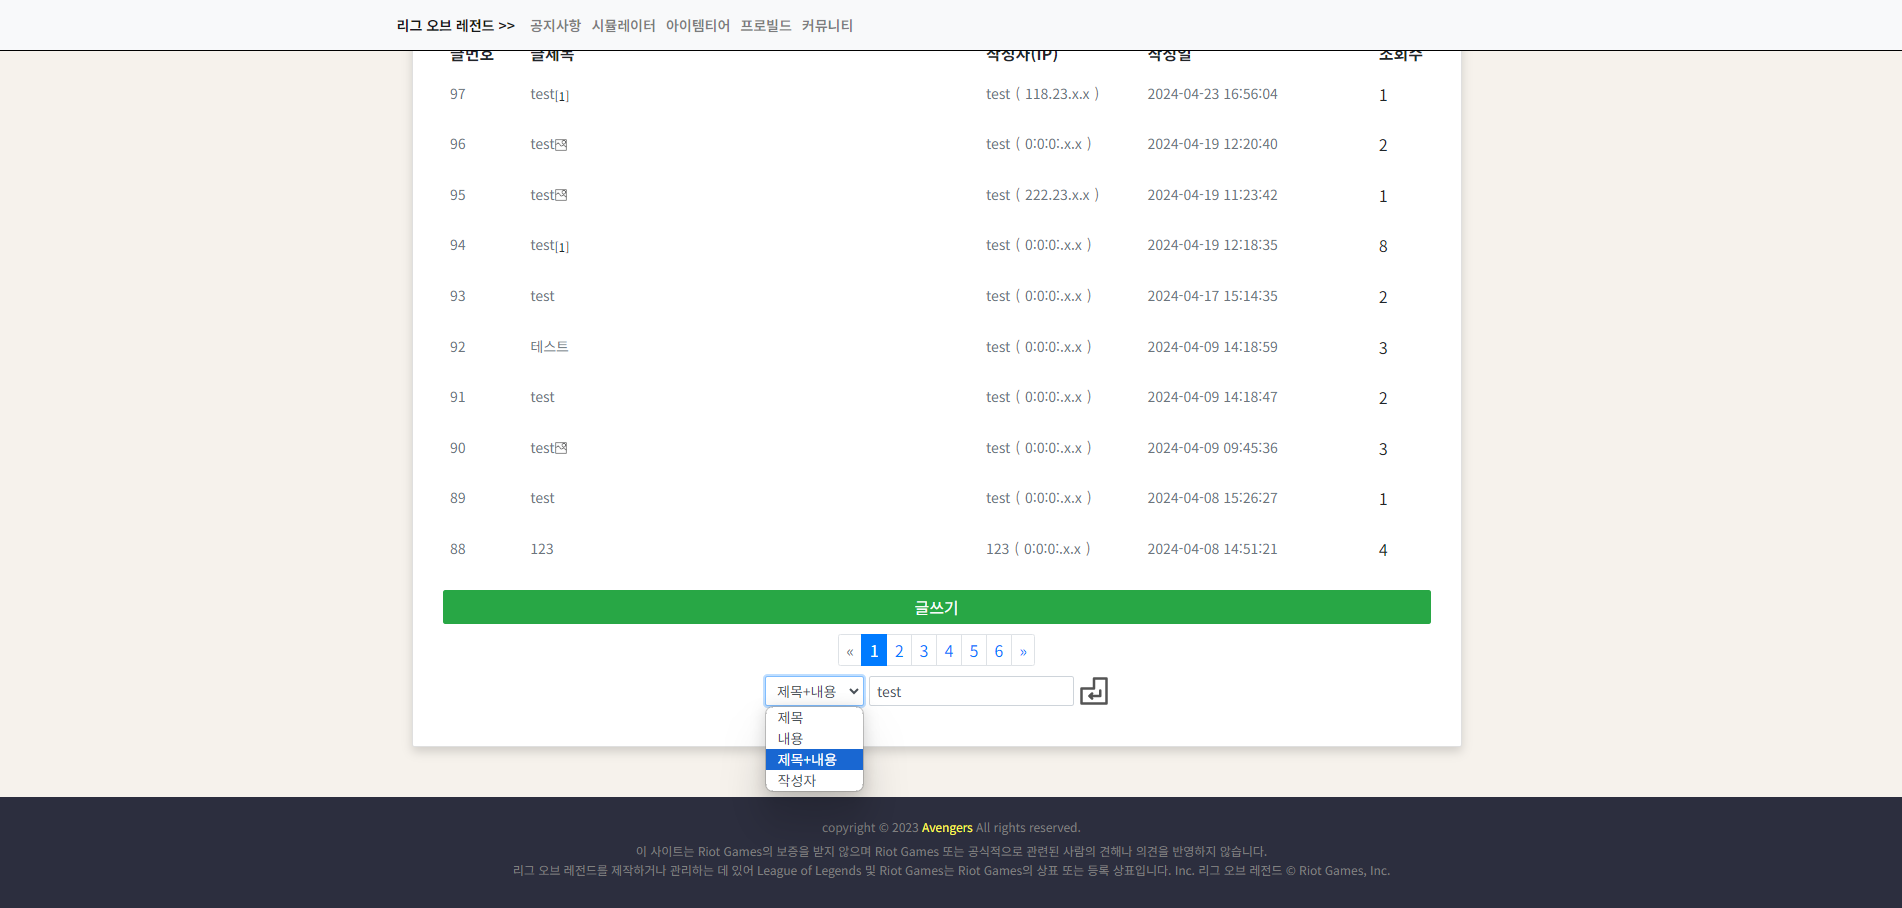 리그 오브 레전드 >> 공지사항 시뮬레이터 아이템티어 프로빌드 커뮤니티
글번호 글제목 작성자(IP) 작성일 조회수
97 test[1] test ( 118.23.x.x ) 2024-04-23 16:56:04 1
96 test test ( 0:0:0:.x.x ) 2024-04-19 12:20:40 2
95 test test ( 222.23.x.x ) 2024-04-19 11:23:42 1
94 test[1] test ( 0:0:0:.x.x ) 2024-04-19 12:18:35 8
93 test test ( 0:0:0:.x.x ) 2024-04-17 15:14:35 2
92 테스트 test ( 0:0:0:.x.x ) 2024-04-09 14:18:59 3
91 test test ( 0:0:0:.x.x ) 2024-04-09 14:18:47 2
90 test test ( 0:0:0:.x.x ) 2024-04-09 09:45:36 3
89 test test ( 0:0:0:.x.x ) 2024-04-08 15:26:27 1
88 123 123 ( 0:0:0:.x.x ) 2024-04-08 14:51:21 4
글쓰기
« 1 2 3 4 5 6 »
제목+내용 test
제목
내용
제목+내용
작성자
copyright © 2023 Avengers All rights reserved.
이 사이트는 Riot Games의 보증을 받지 않으며 Riot Games 또는 공식적으로 관련된 사람의 견해나 의견을 반영하지 않습니다.
리그 오브 레전드를 제작하거나 관리하는 데 있어 League of Legends 및 Riot Games는 Riot Games의 상표 또는 등록 상표입니다. Inc. 리그 오브 레전드 © Riot Games, Inc.